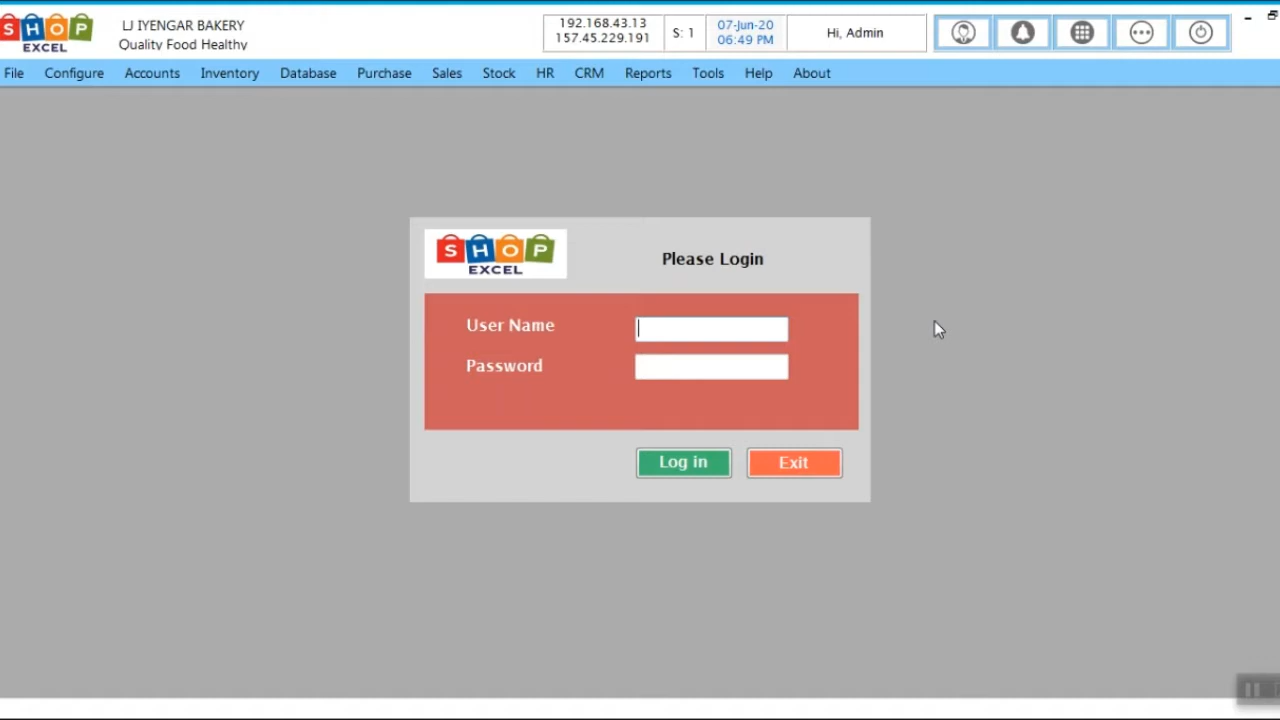 SHOP
EXCEL
LJ IYENGAR BAKERY
Quality Food Healthy
192.168.43.13
157.45.229.191
S: 1
07-Jun-20
06:49 PM
Hi, Admin
File Configure Accounts Inventory Database Purchase Sales Stock HR CRM Reports Tools Help About
SHOP
EXCEL
Please Login
User Name
Password
Log in Exit